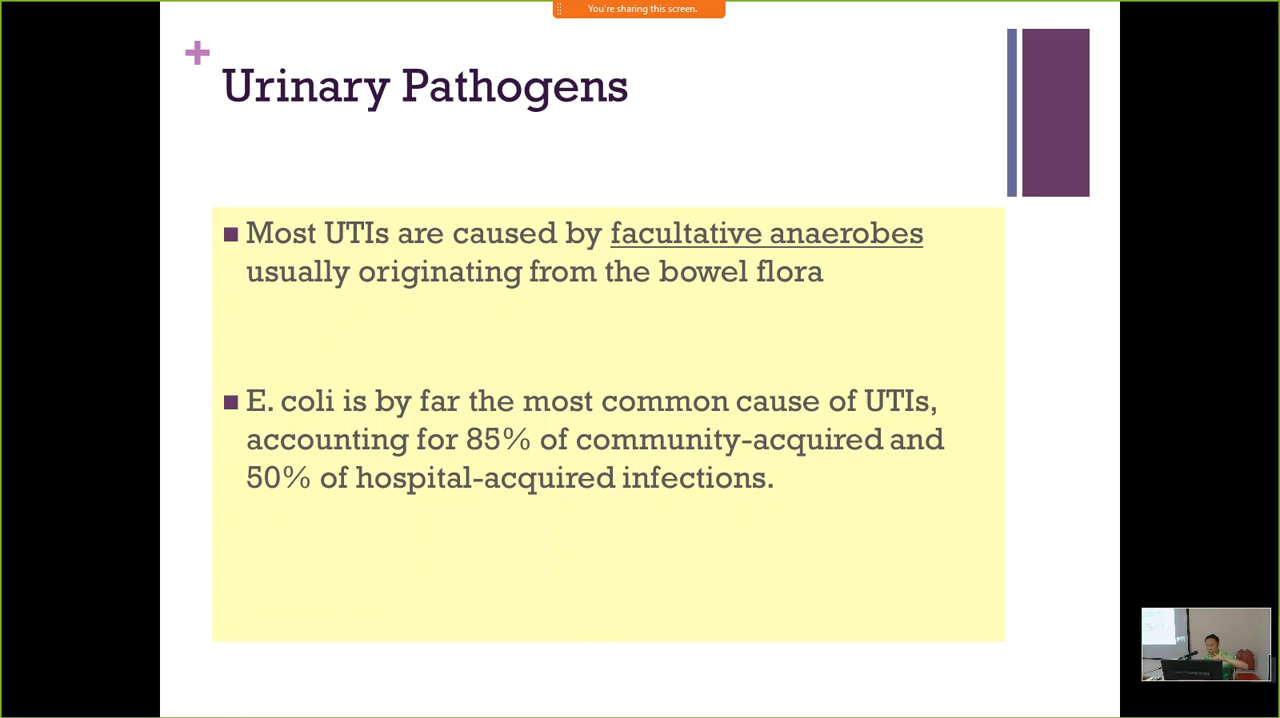 You're sharing this screen.
+
Urinary Pathogens
Most UTIs are caused by facultative anaerobes
usually originating from the bowel flora
E. coli is by far the most common cause of UTIs,
accounting for 85% of community-acquired and
50% of hospital-acquired infections.